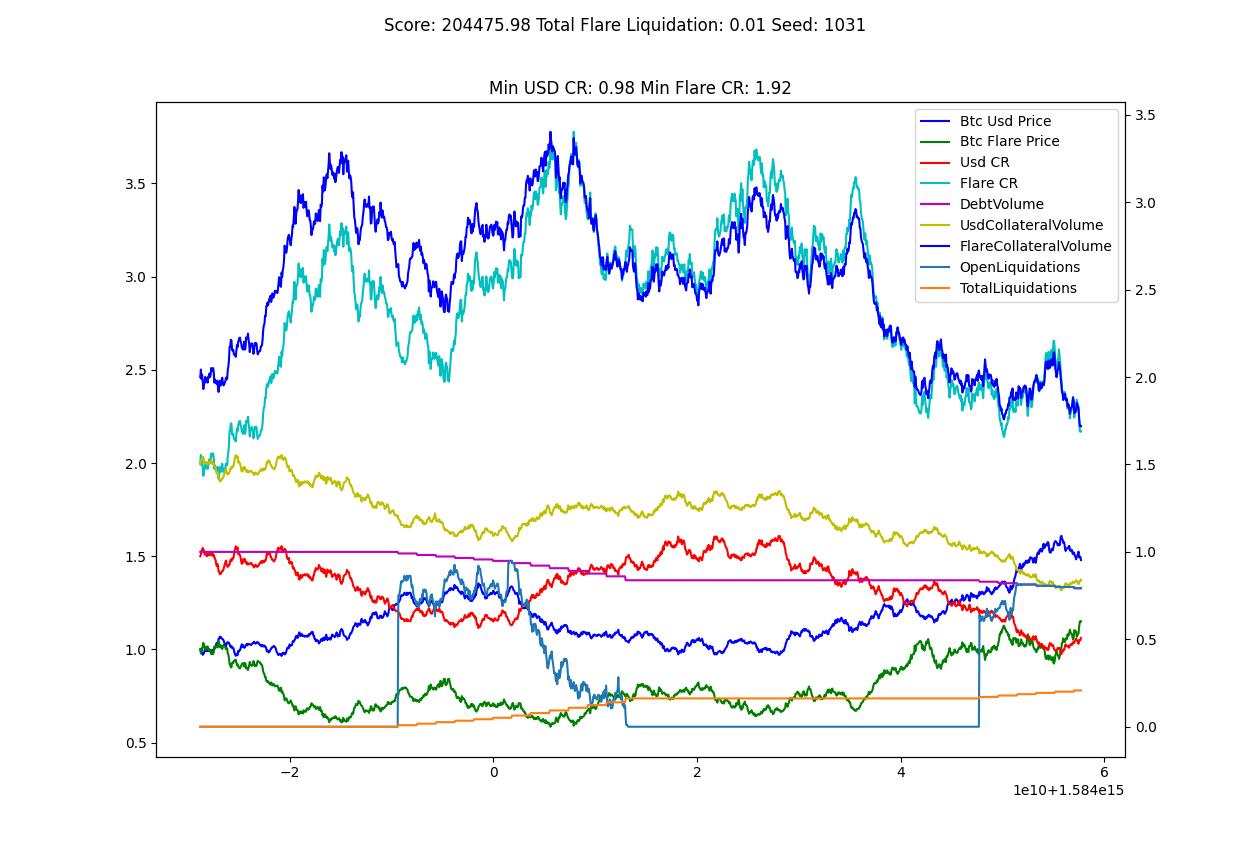 Score: 204475.98 Total Flare Liquidation: 0.01 Seed: 1031
Min USD CR: 0.98 Min Flare CR: 1.92
Btc Usd Price
Btc Flare Price
Usd CR
Flare CR
DebtVolume
UsdCollateralVolume
FlareCollateralVolume
OpenLiquidations
TotalLiquidations
3.5
3.0
2.5
2.0
1.5
1.0
0.5
3.5
3.0
2.5
2.0
1.5
1.0
0.5
0.0
−2
0
2
4
6
1e10+1.584e15